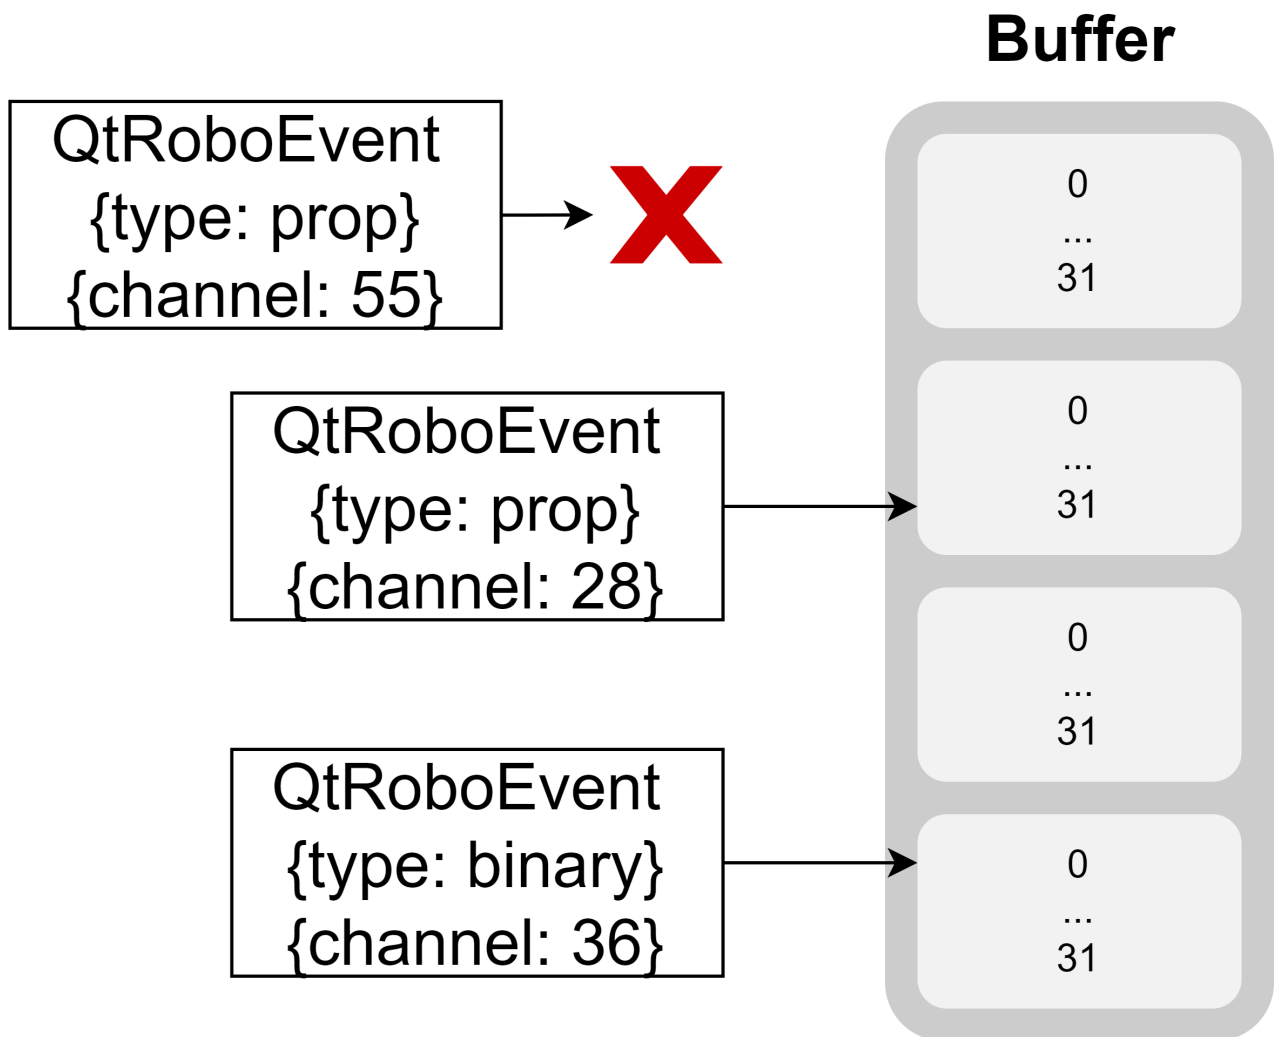 Buffer
QtRoboEvent
{type: prop}
{channel: 55}
QtRoboEvent
{type: prop}
{channel: 28}
QtRoboEvent
{type: binary}
{channel: 36}
0
...
31
0
...
31
0
...
31
0
...
31